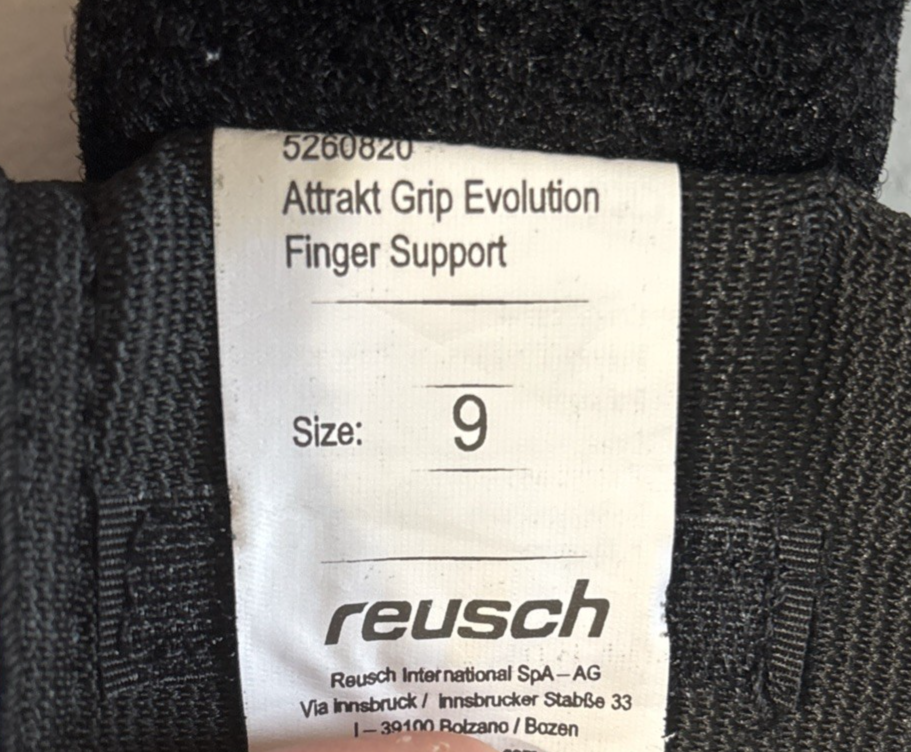 5260820
Attrakt Grip Evolution
Finger Support
Size: 9
reusch
Reusch International SpA–AG
Via Innsbruck / Innsbrucker Stabße 33
I – 39100 Bolzano / Bozen